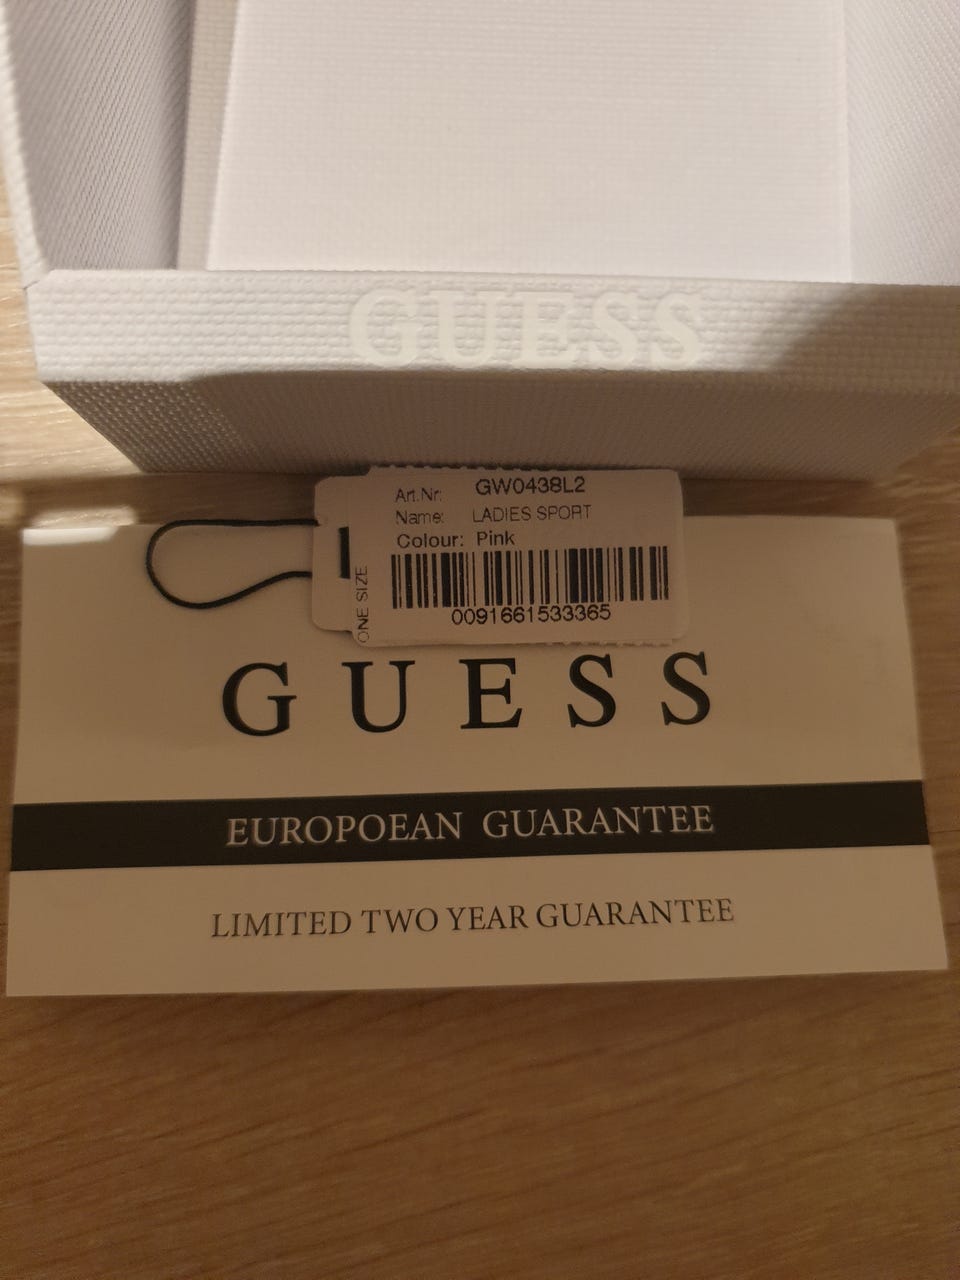 GUESS
Art.Nr: GW0438L2
Name: LADIES SPORT
Colour: Pink
ONE SIZE
0091661533365
GUESS
EUROPOEAN GUARANTEE
LIMITED TWO YEAR GUARANTEE